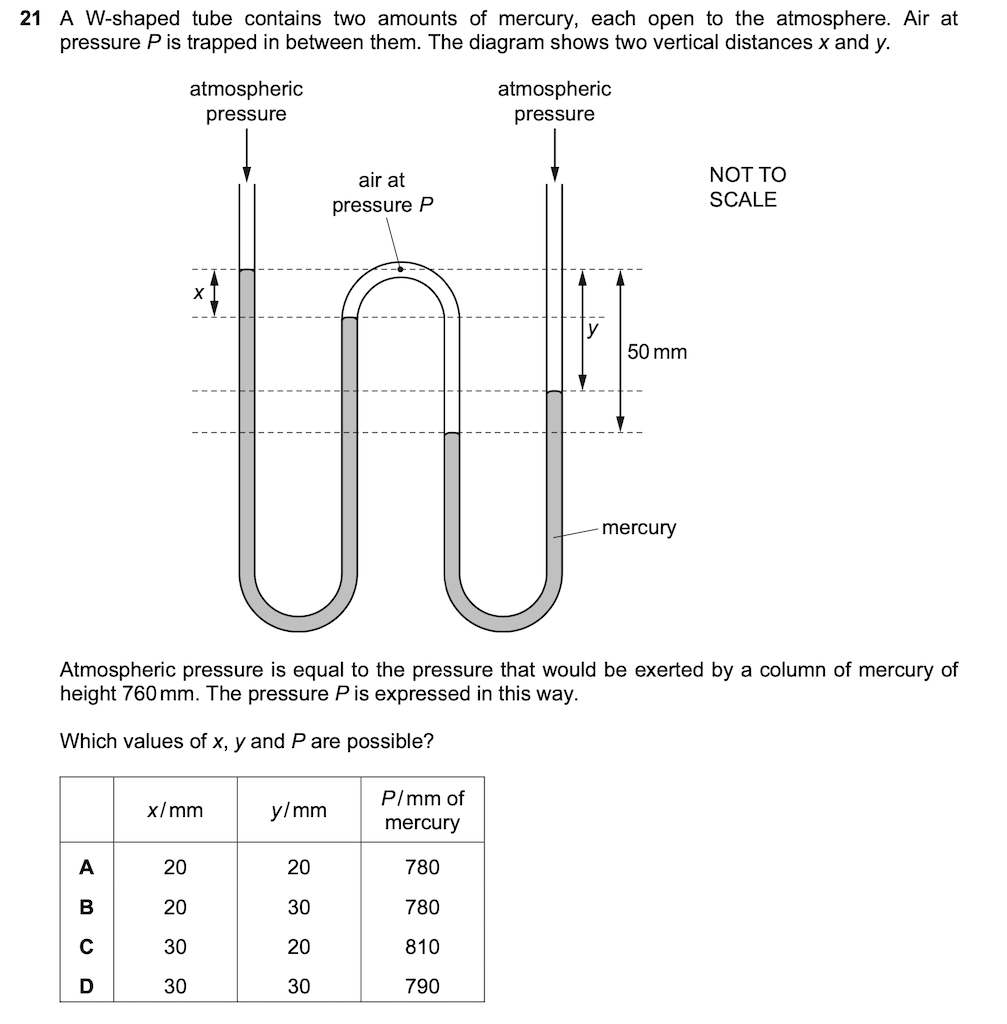 21 A W-shaped tube contains two amounts of mercury, each open to the atmosphere. Air at
pressure P is trapped in between them. The diagram shows two vertical distances x and y.
atmospheric
pressure
atmospheric
pressure
air at
pressure P
NOT TO
SCALE
x
y
50 mm
mercury
Atmospheric pressure is equal to the pressure that would be exerted by a column of mercury of
height 760 mm. The pressure P is expressed in this way.
Which values of x, y and P are possible?
x/mm y/mm P/mm of
mercury
A 20 20 780
B 20 30 780
C 30 20 810
D 30 30 790